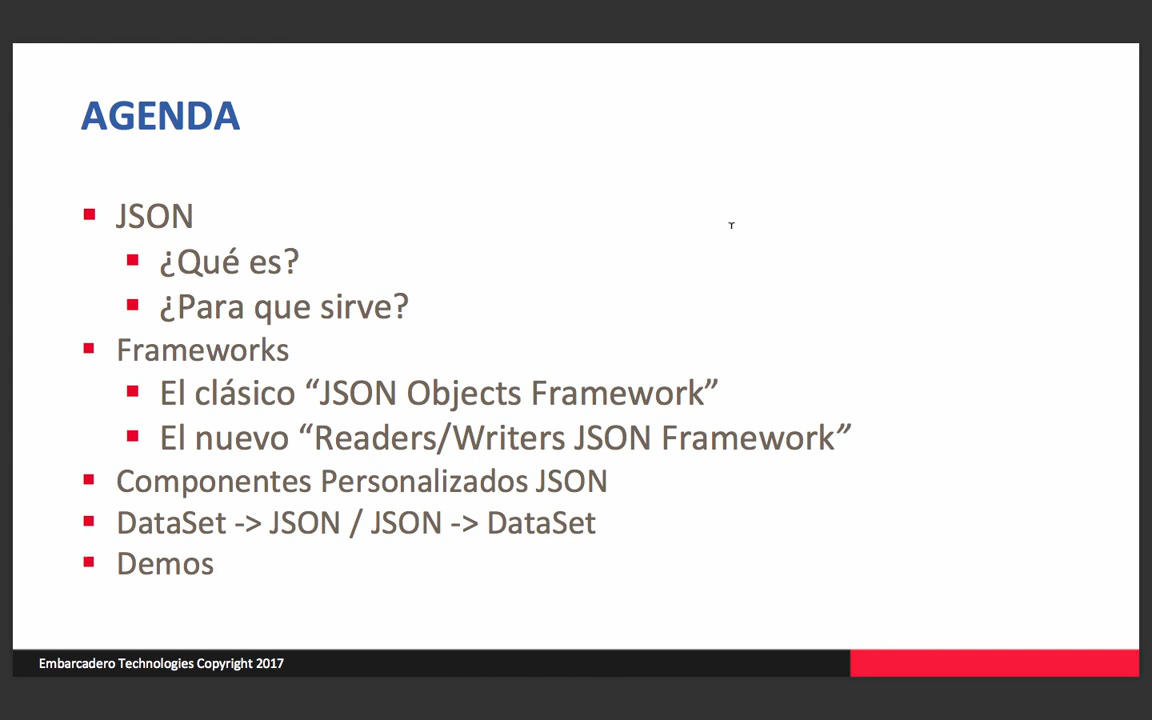 AGENDA
JSON
¿Qué es?
¿Para que sirve?
Frameworks
El clásico “JSON Objects Framework”
El nuevo “Readers/Writers JSON Framework”
Componentes Personalizados JSON
DataSet -> JSON / JSON -> DataSet
Demos
Embarcadero Technologies Copyright 2017